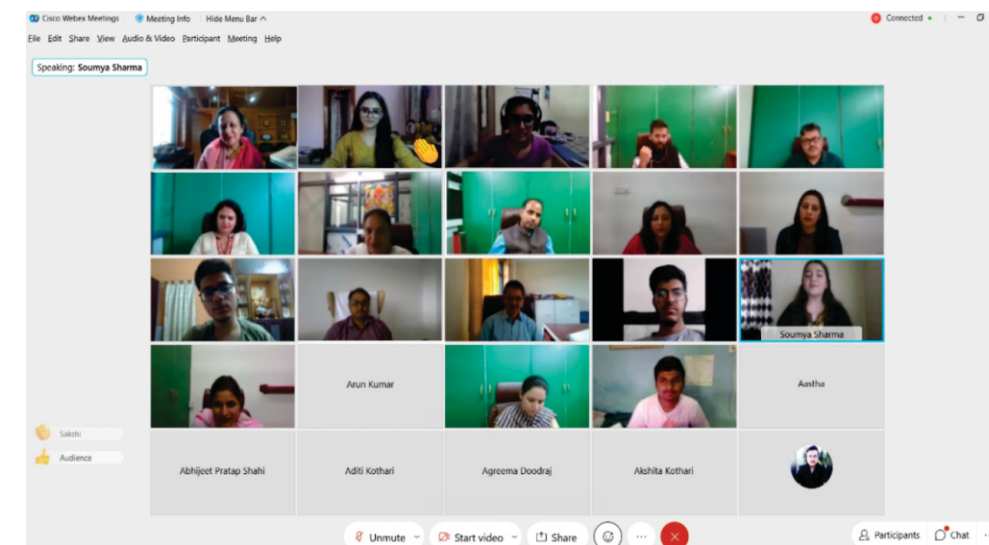 Cisco Webex Meetings Meeting Info Hide Menu Bar Connected
File Edit Share View Audio & Video Participant Meeting Help
Speaking: Soumya Sharma
Soumya Sharma
Arun Kumar
Aastha
Sakshi
Audience
Abhijeet Pratap Shahi
Aditi Kothari
Agreema Doodraj
Akshita Kothari
Unmute Start video Share Participants Chat